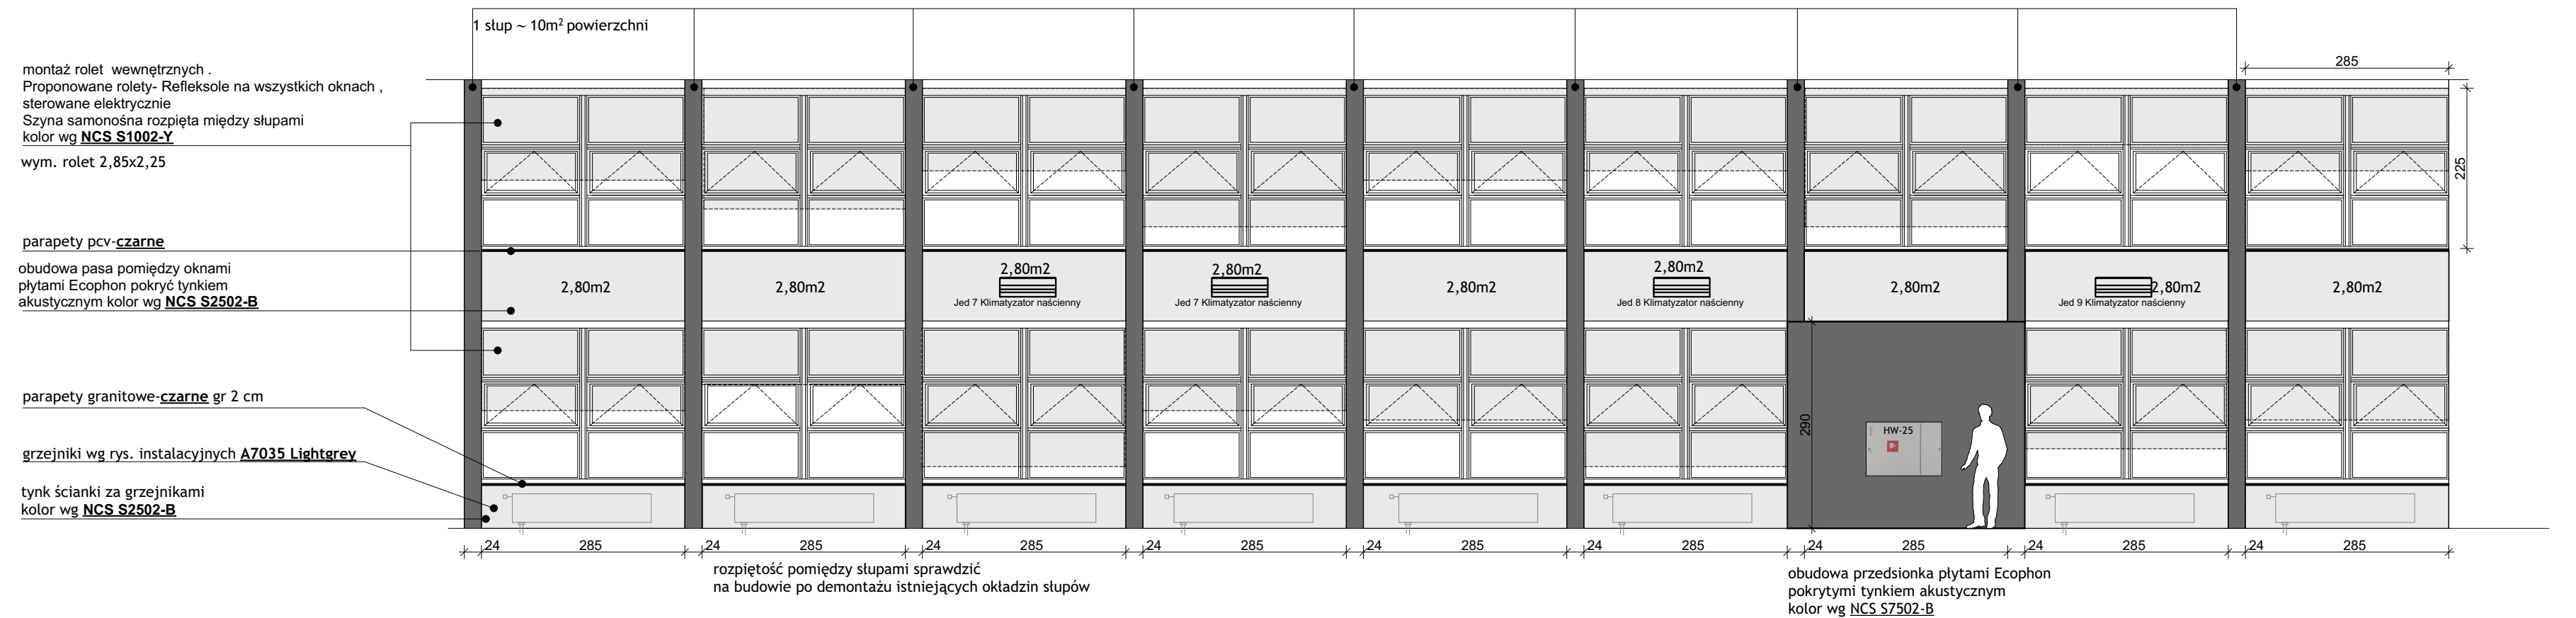 1 słup ~ 10m² powierzchni
montaż rolet wewnętrznych .
Proponowane rolety- Refleksole na wszystkich oknach ,
sterowane elektrycznie
Szyna samonośna rozpięta między słupami
kolor wg NCS S1002-Y
wym. rolet 2,85x2,25
285
225
parapety pcv-czarne
obudowa pasa pomiędzy oknami
płytami Ecophon pokryć tynkiem
akustycznym kolor wg NCS S2502-B
2,80m2
2,80m2
2,80m2
Jed 7 Klimatyzator naścienny
2,80m2
Jed 7 Klimatyzator naścienny
2,80m2
2,80m2
Jed 8 Klimatyzator naścienny
2,80m2
2,80m2
Jed 9 Klimatyzator naścienny
2,80m2
parapety granitowe-czarne gr 2 cm
grzejniki wg rys. instalacyjnych A7035 Lightgrey
tynk ścianki za grzejnikami
kolor wg NCS S2502-B
290
HW-25
24 285 24 285 24 285 24 285 24 285 24 285 24 285 24 285 24 285
rozpiętość pomiędzy słupami sprawdzić
na budowie po demontażu istniejących okładzin słupów
obudowa przedsionka płytami Ecophon
pokrytymi tynkiem akustycznym
kolor wg NCS S7502-B